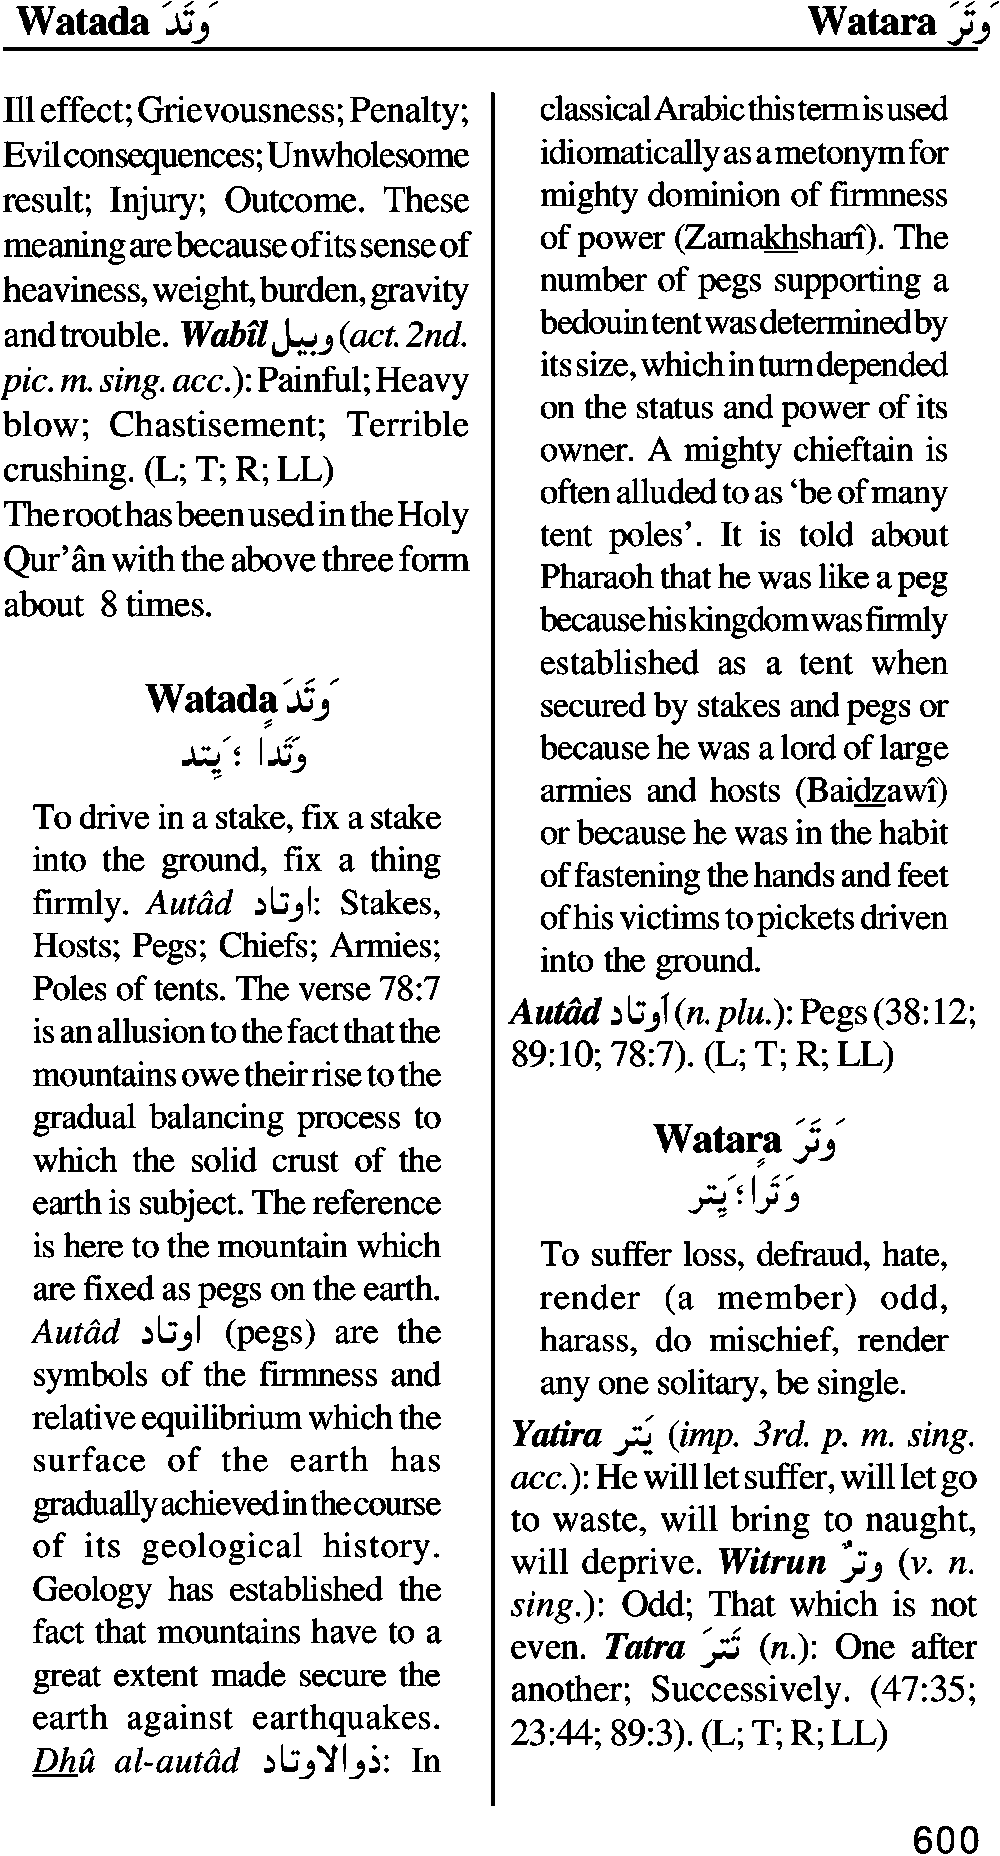 Watada وَتَدَ
Watara وَتَرَ
Ill effect; Grievousness; Penalty;
Evil consequences; Unwholesome
result; Injury; Outcome. These
meaning are because of its sense of
heaviness, weight, burden, gravity
and trouble. Wabîl وبيل (act. 2nd.
pic. m. sing. acc.): Painful; Heavy
blow; Chastisement; Terrible
crushing. (L; T; R; LL)
The root has been used in the Holy
Qur'ân with the above three form
about 8 times.
Watada وَتَدَ
وَتَدًا ؛ يَتِد
To drive in a stake, fix a stake
into the ground, fix a thing
firmly. Autâd اوتاد: Stakes,
Hosts; Pegs; Chiefs; Armies;
Poles of tents. The verse 78:7
is an allusion to the fact that the
mountains owe their rise to the
gradual balancing process to
which the solid crust of the
earth is subject. The reference
is here to the mountain which
are fixed as pegs on the earth.
Autâd اوتاد (pegs) are the
symbols of the firmness and
relative equilibrium which the
surface of the earth has
gradually achieved in the course
of its geological history.
Geology has established the
fact that mountains have to a
great extent made secure the
earth against earthquakes.
Dhû al-autâd ذوالاوتاد: In
classical Arabic this term is used
idiomatically as a metonym for
mighty dominion of firmness
of power (Zamakhsharî). The
number of pegs supporting a
bedouin tent was determined by
its size, which in turn depended
on the status and power of its
owner. A mighty chieftain is
often alluded to as ‘be of many
tent poles’. It is told about
Pharaoh that he was like a peg
because his kingdom was firmly
established as a tent when
secured by stakes and pegs or
because he was a lord of large
armies and hosts (Baidzawî)
or because he was in the habit
of fastening the hands and feet
of his victims to pickets driven
into the ground.
Autâd أوتاد (n. plu.): Pegs (38:12;
89:10; 78:7). (L; T; R; LL)
Watara وَتَرَ
وَتَرًا ؛ يَتِر
To suffer loss, defraud, hate,
render (a member) odd,
harass, do mischief, render
any one solitary, be single.
Yatira يَتر (imp. 3rd. p. m. sing.
acc.): He will let suffer, will let go
to waste, will bring to naught,
will deprive. Witrun وترٌ (v. n.
sing.): Odd; That which is not
even. Tatra تَترَ (n.): One after
another; Successively. (47:35;
23:44; 89:3). (L; T; R; LL)
600